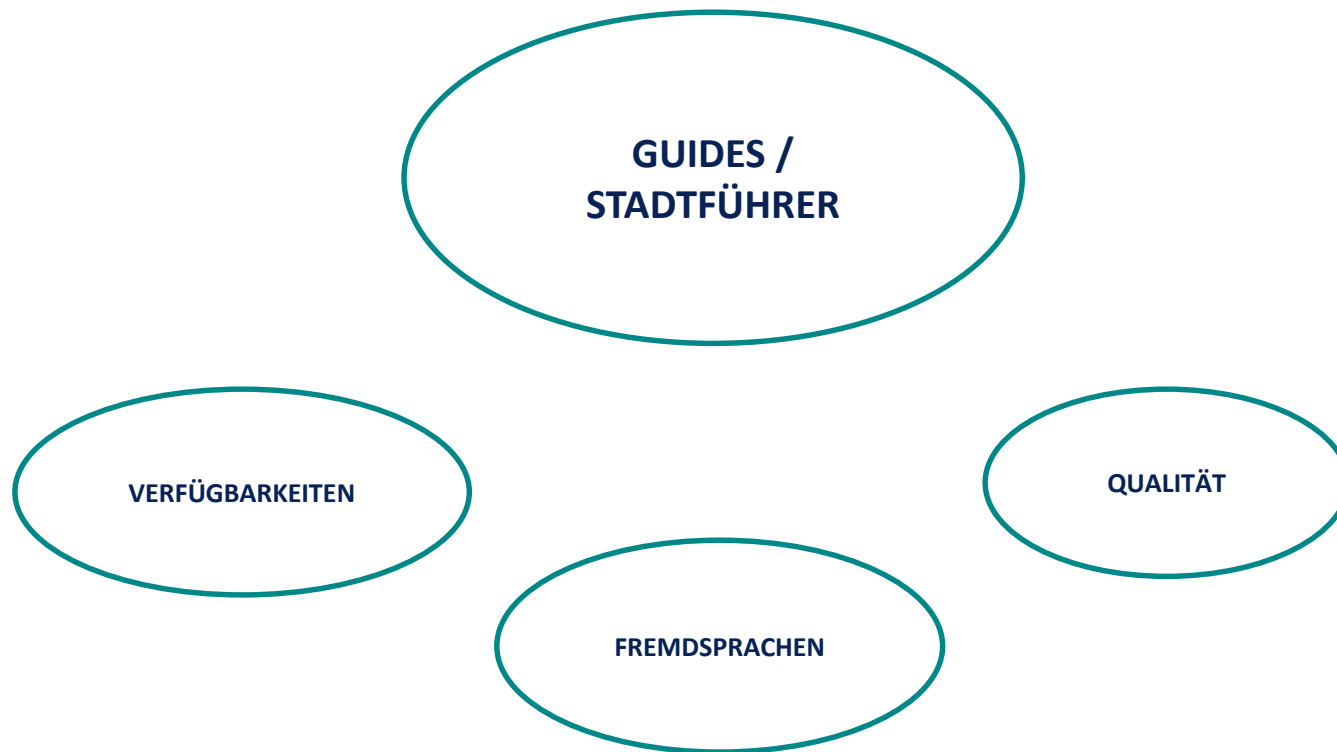 GUIDES /
STADTFÜHRER
VERFÜGBARKEITEN
QUALITÄT
FREMDSPRACHEN